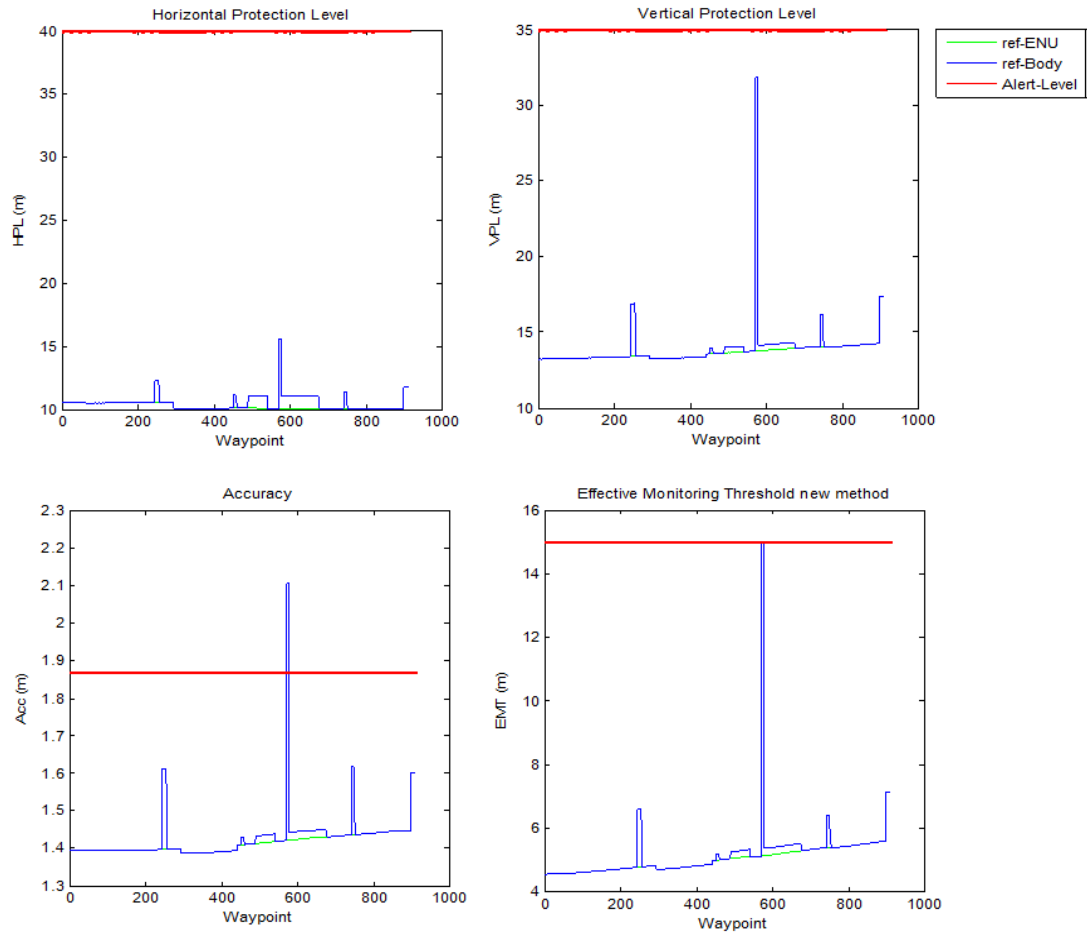 Horizontal Protection Level
40
35
30
25
20
15
10
HPL (m)
0 200 400 600 800 1000
Waypoint
Vertical Protection Level
35
30
25
20
15
10
VPL (m)
0 200 400 600 800 1000
Waypoint
ref-ENU
ref-Body
Alert-Level
Accuracy
2.3
2.2
2.1
2
1.9
1.8
1.7
1.6
1.5
1.4
1.3
Acc (m)
0 200 400 600 800 1000
Waypoint
Effective Monitoring Threshold new method
16
14
12
10
8
6
4
EMT (m)
0 200 400 600 800 1000
Waypoint